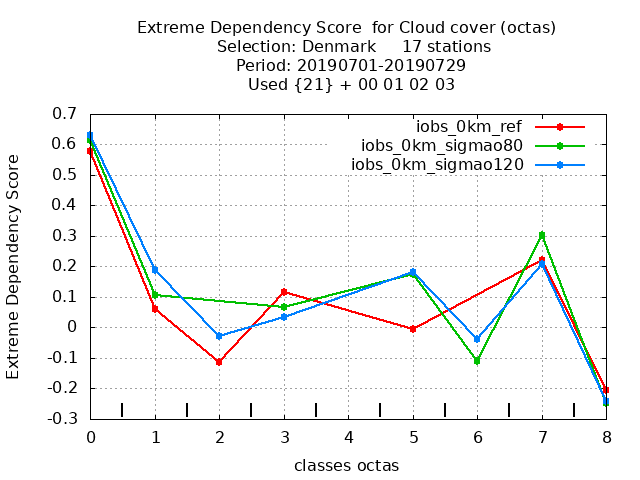 Extreme Dependency Score  for Cloud cover (octas)
Selection: Denmark     17 stations
Period: 20190701-20190729
Used {21} + 00 01 02 03
iobs_0km_ref
iobs_0km_sigmao80
iobs_0km_sigmao120
Extreme Dependency Score
0.7
0.6
0.5
0.4
0.3
0.2
0.1
0
-0.1
-0.2
-0.3
0 1 2 3 4 5 6 7 8
classes octas